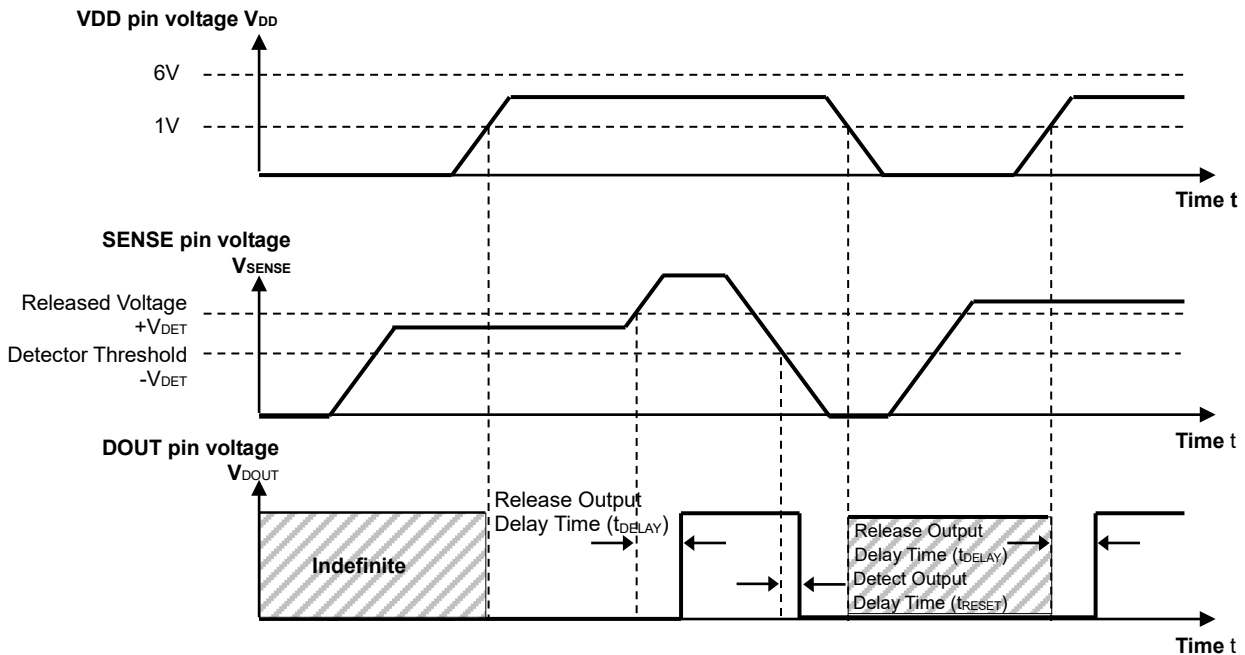 VDD pin voltage VDD
6V
1V
Time t
SENSE pin voltage
VSENSE
Released Voltage
+VDET
Detector Threshold
-VDET
Time t
DOUT pin voltage
VDOUT
Release Output
Delay Time (tDELAY)
Indefinite
Release Output
Delay Time (tDELAY)
Detect Output
Delay Time (tRESET)
Time t